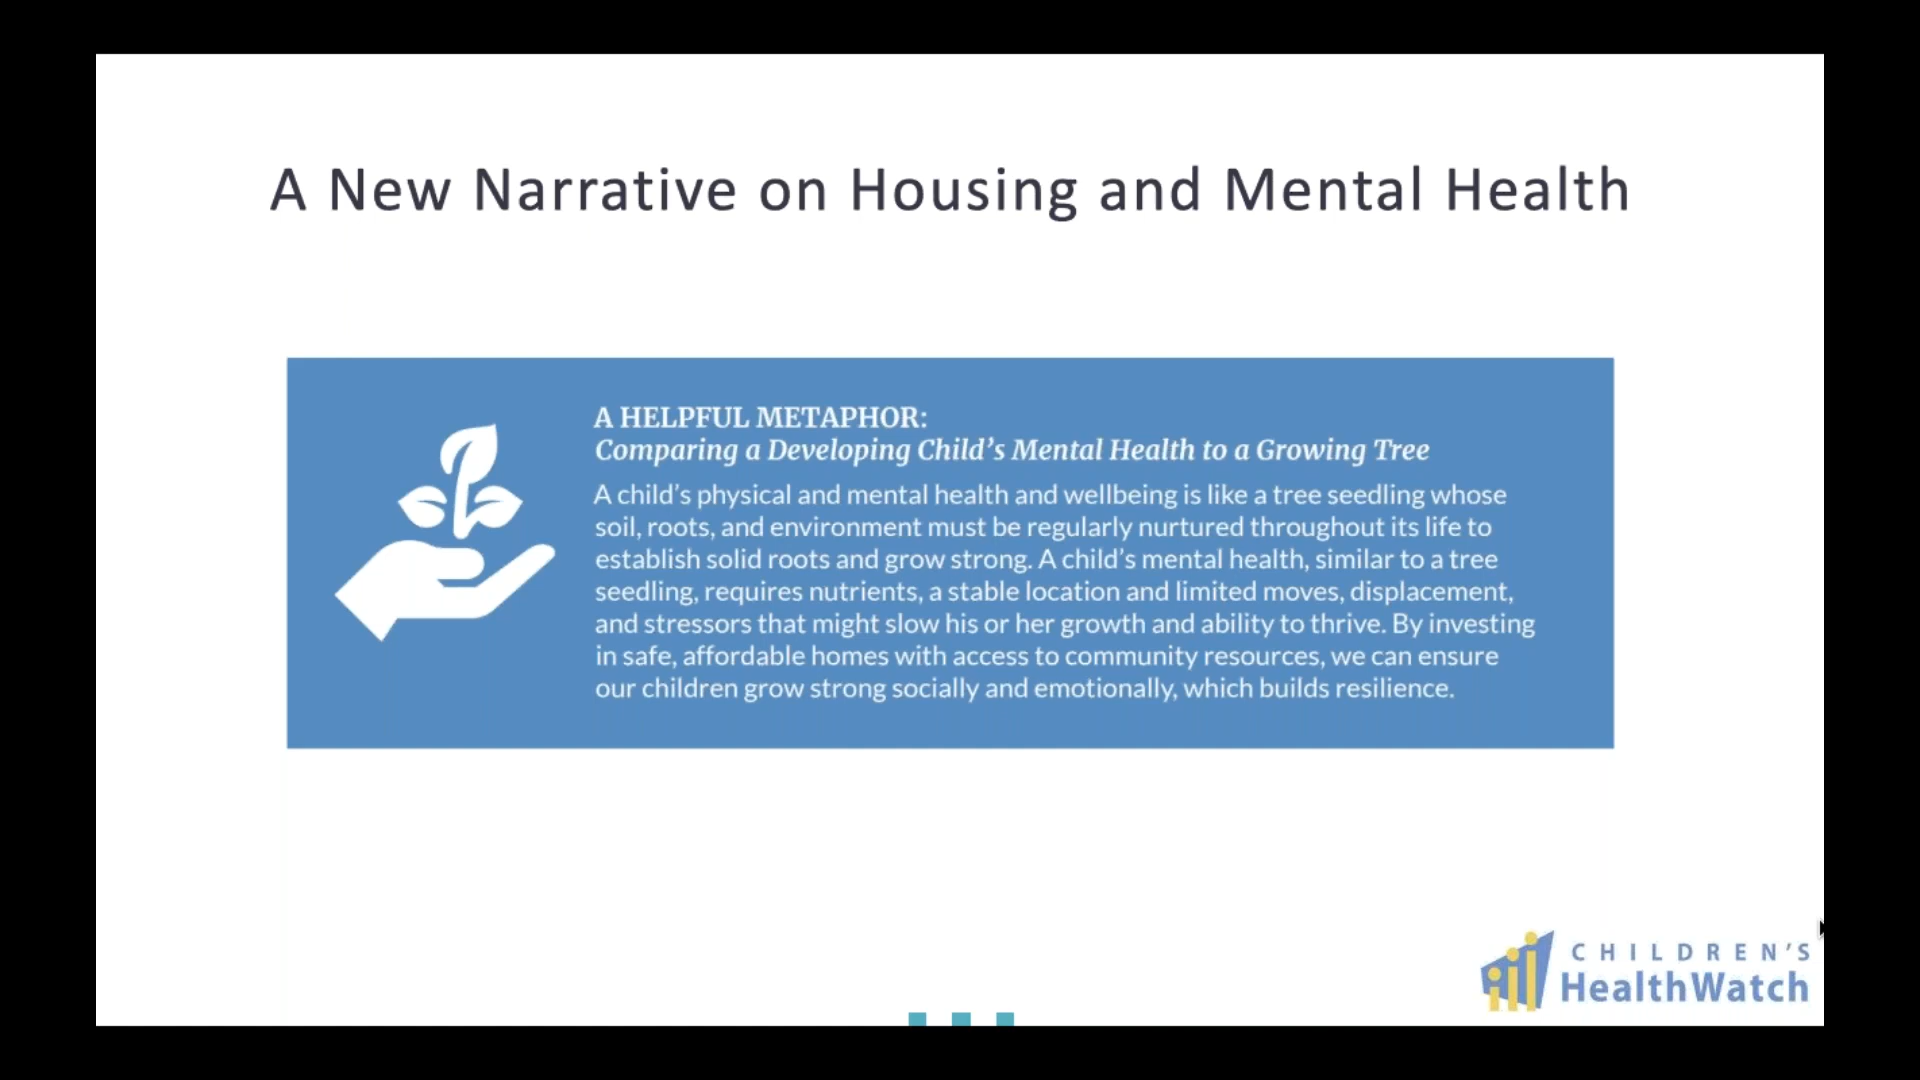 A New Narrative on Housing and Mental Health
A HELPFUL METAPHOR:
Comparing a Developing Child's Mental Health to a Growing Tree
A child's physical and mental health and wellbeing is like a tree seedling whose
soil, roots, and environment must be regularly nurtured throughout its life to
establish solid roots and grow strong. A child's mental health, similar to a tree
seedling, requires nutrients, a stable location and limited moves, displacement,
and stressors that might slow his or her growth and ability to thrive. By investing
in safe, affordable homes with access to community resources, we can ensure
our children grow strong socially and emotionally, which builds resilience.
CHILDREN'S
HealthWatch